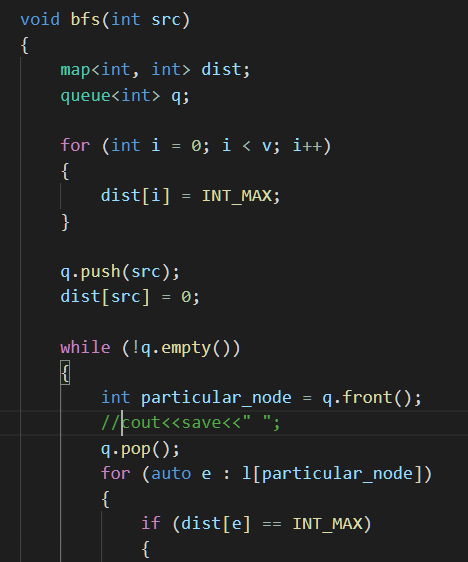 void bfs(int src)
{
map<int, int> dist;
queue<int> q;
for (int i = 0; i < v; i++)
{
dist[i] = INT_MAX;
}
q.push(src);
dist[src] = 0;
while (!q.empty())
{
int particular_node = q.front();
//cout<<save<<" ";
q.pop();
for (auto e : l[particular_node])
{
if (dist[e] == INT_MAX)
{